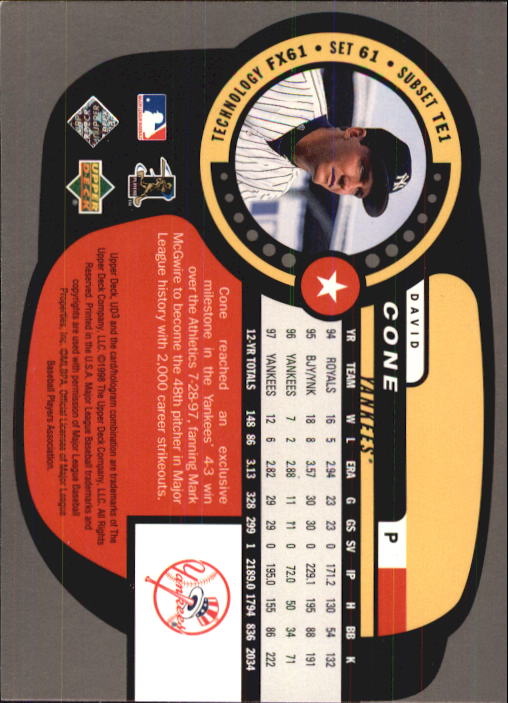 TECHNOLOGY FX61 • SET 61 • SUBSET TE1
DAVID
CONE
YANKEES
P
YR TEAM W L ERA G GS SV IP H BB K
94 ROYALS 16 5 2.94 23 23 0 171.2 130 54 132
95 BJY/YNK 18 8 3.57 30 30 0 229.1 195 88 191
96 YANKEES 7 2 2.88 11 11 0 72.0 50 34 71
97 YANKEES 12 6 2.82 29 29 0 195.0 155 86 222
12-YR TOTALS 148 86 3.13 328 299 1 2189.0 1794 836 2034
Cone reached an exclusive
milestone in the Yankees' 4-3 win
over the Athletics 7-28-97, fanning Mark
McGwire to become the 48th pitcher in Major
League history with 2,000 career strikeouts.
UPPER DECK
Yankees
Upper Deck, UD3 and the card/hologram combination are trademarks of The
Upper Deck Company, LLC ©1998 The Upper Deck Company, LLC. All Rights
Reserved. Printed in the U.S.A. Major League Baseball trademarks and
copyrights are used with permission of Major League Baseball
Properties, Inc. ©MLBPA Official Licensee of Major League
Baseball Players Association.